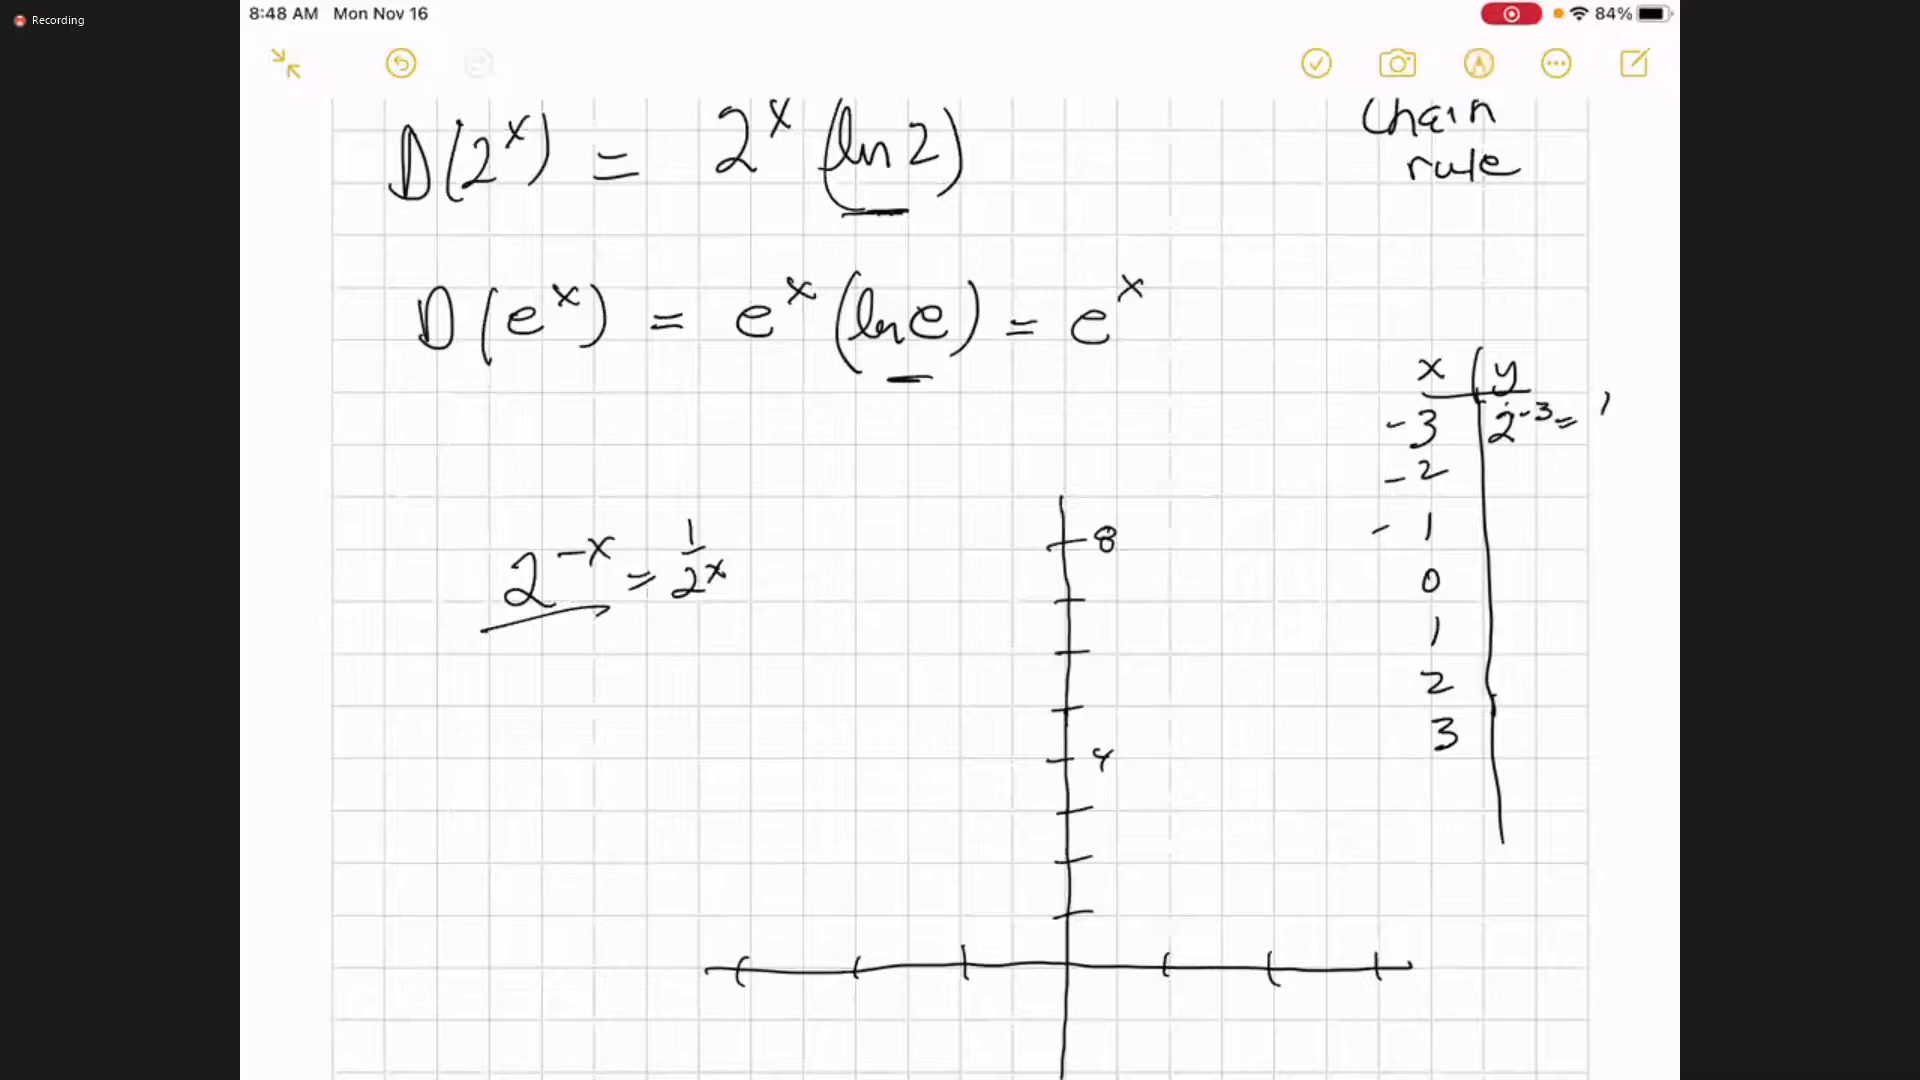 Recording
8:48 AM Mon Nov 16
84%
D(2^x) = 2^x (ln 2)
Chain
rule
D(e^x) = e^x (ln e) = e^x
x y
-3 2^-3 =
-2
-1
0
1
2
3
2^-x = 1/2^x
8
4